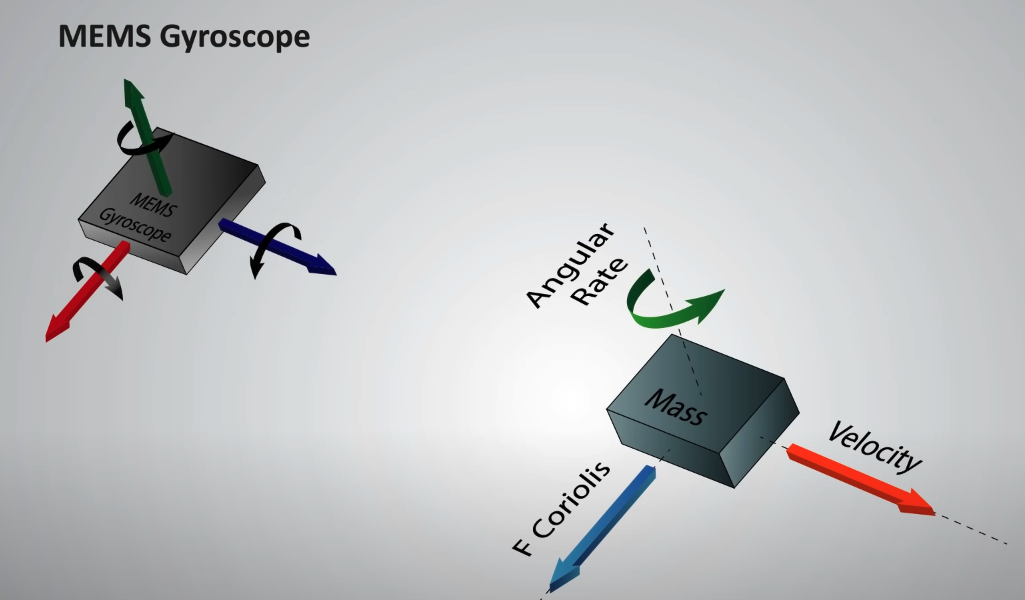 MEMS Gyroscope
MEMS
Gyroscope
Angular
Rate
Mass
Velocity
F Coriolis